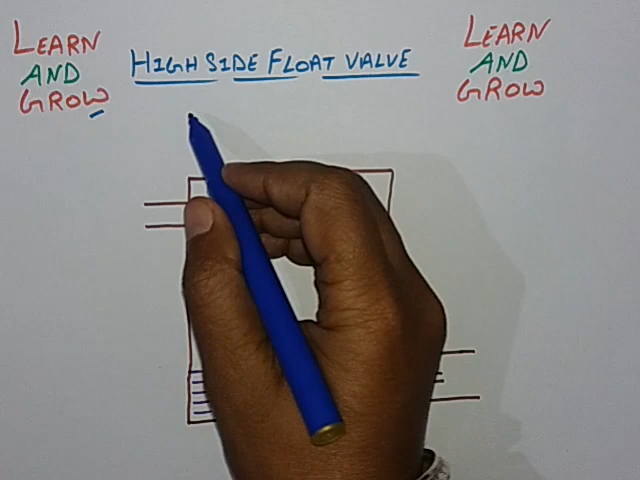 LEARN
AND
GROW
HIGH SIDE FLOAT VALVE
LEARN
AND
GROW